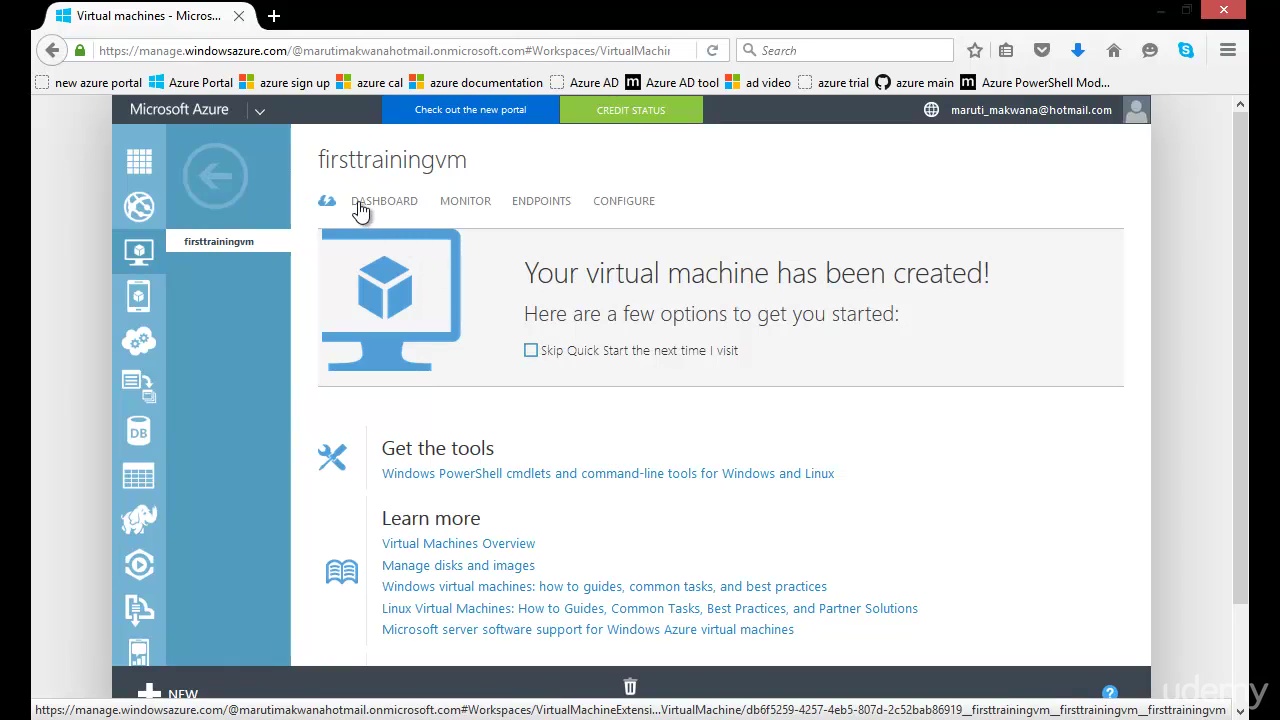 Virtual machines - Micros...
https://manage.windowsazure.com/@marutimakwanahotmail.onmicrosoft.com#Workspaces/VirtualMachin
Search
new azure portal
Azure Portal
azure sign up
azure cal
azure documentation
Azure AD
Azure AD tool
ad video
azure trial
azure main
Azure PowerShell Mod...
Microsoft Azure
Check out the new portal
CREDIT STATUS
maruti_makwana@hotmail.com
firsttrainingvm
DASHBOARD
MONITOR
ENDPOINTS
CONFIGURE
firsttrainingvm
Your virtual machine has been created!
Here are a few options to get you started:
Skip Quick Start the next time I visit
Get the tools
Windows PowerShell cmdlets and command-line tools for Windows and Linux
Learn more
Virtual Machines Overview
Manage disks and images
Windows virtual machines: how to guides, common tasks, and best practices
Linux Virtual Machines: How to Guides, Common Tasks, Best Practices, and Partner Solutions
Microsoft server software support for Windows Azure virtual machines
DB
NEW
?
udemy
https://manage.windowsazure.com/@marutimakwanahotmail.onmicrosoft.com#Workspaces/VirtualMachineExtensi...VirtualMachine/db6f5259-4257-4eb5-807d-2c52bab86919__firsttrainingvm__firsttrainingvm__firsttrainingvm